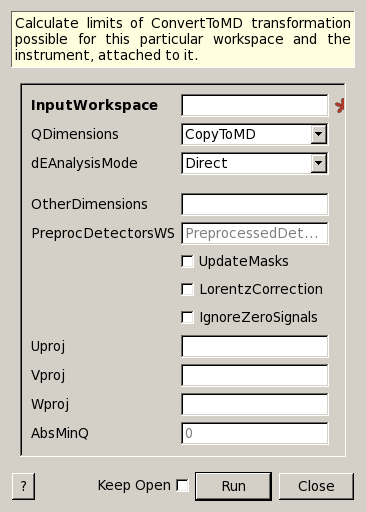 Calculate limits of ConvertToMD transformation
possible for this particular workspace and the
instrument, attached to it.
InputWorkspace
QDimensions CopyToMD
dEAnalysisMode Direct
OtherDimensions
PreprocDetectorsWS PreprocessedDet...
UpdateMasks
LorentzCorrection
IgnoreZeroSignals
Uproj
Vproj
Wproj
AbsMinQ 0
? Keep Open Run Close